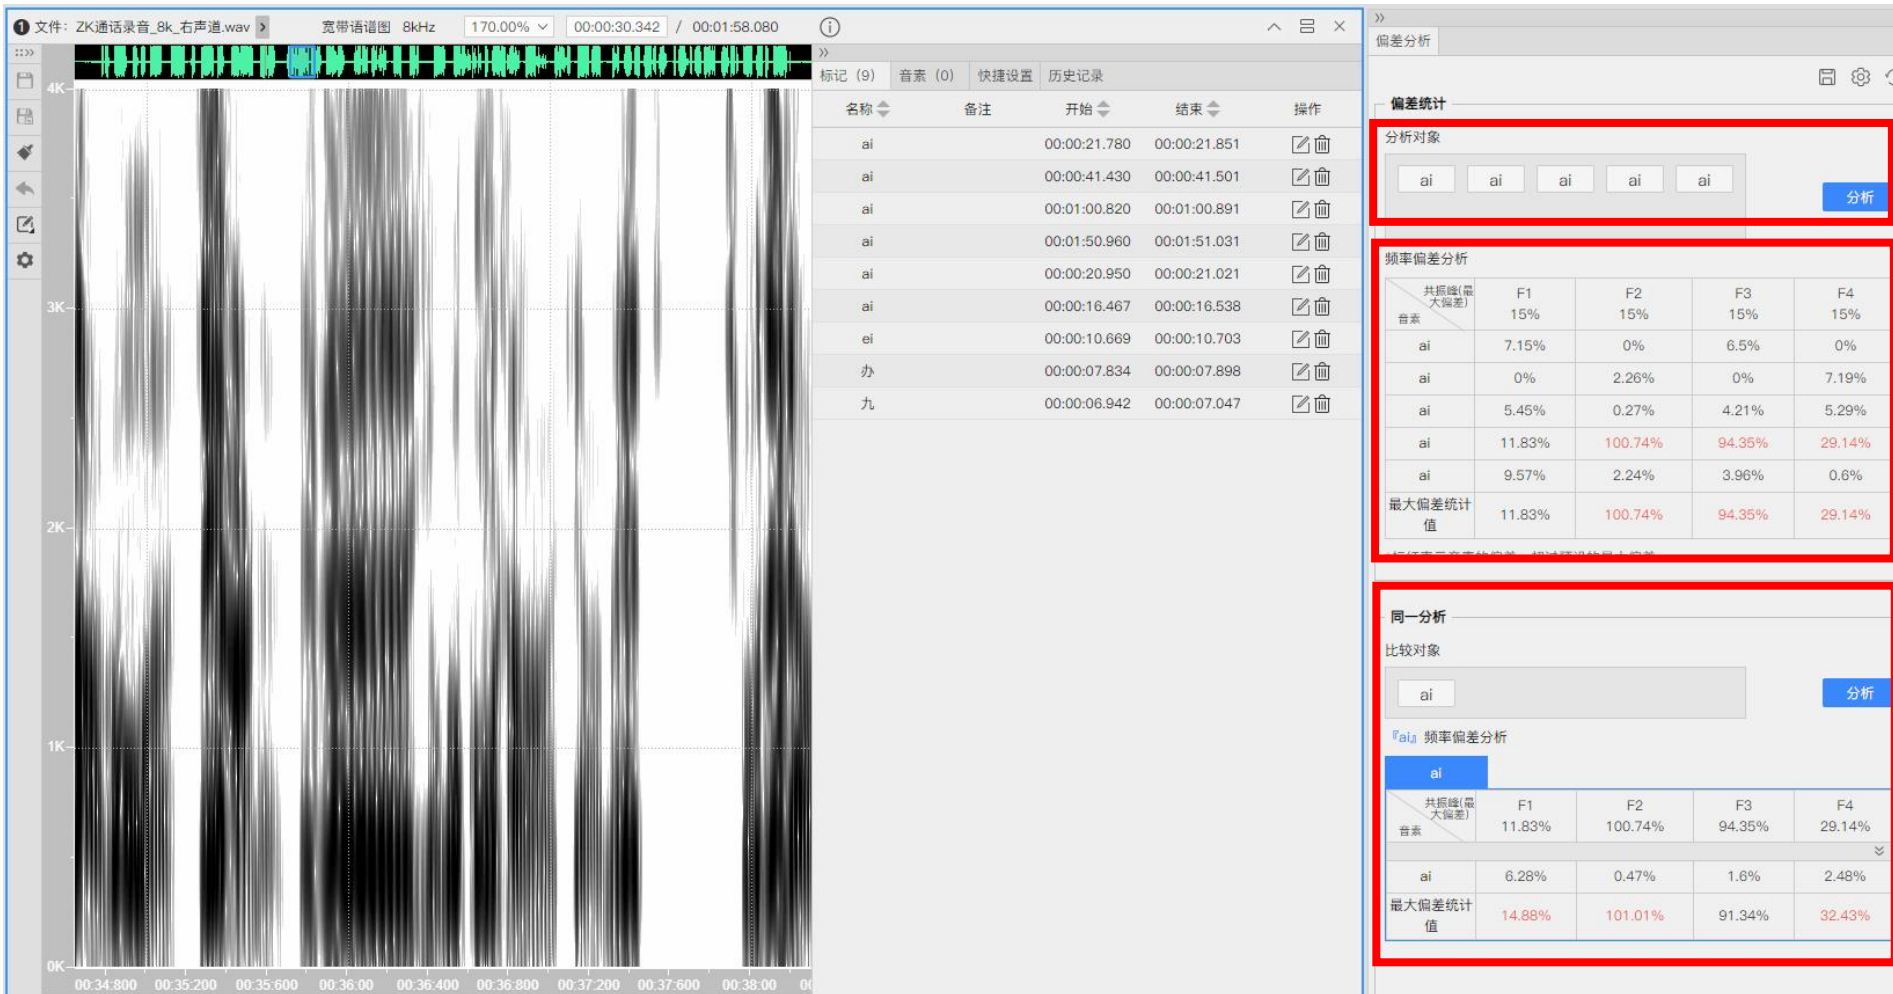 1 文件: ZK通话录音_8k_右声道.wav 宽带语谱图 8kHz 170.00% 00:00:30.342 / 00:01:58.080
4K
3K
2K
1K
0K
00:34:800 00:35:200 00:35:600 00:36:00 00:36:400 00:36:800 00:37:200 00:37:600 00:38:00
标记 (9) 音素 (0) 快捷设置 历史记录
名称 备注 开始 结束 操作
ai 00:00:21.780 00:00:21.851
ai 00:00:41.430 00:00:41.501
ai 00:01:00.820 00:01:00.891
ai 00:01:50.960 00:01:51.031
ai 00:00:20.950 00:00:21.021
ai 00:00:16.467 00:00:16.538
ei 00:00:10.669 00:00:10.703
办 00:00:07.834 00:00:07.898
九 00:00:06.942 00:00:07.047
偏差分析
偏差统计
分析对象
ai ai ai ai ai
分析
频率偏差分析
共振峰(最大偏差) 音素 F1 15% F2 15% F3 15% F4 15%
ai 7.15% 0% 6.5% 0%
ai 0% 2.26% 0% 7.19%
ai 5.45% 0.27% 4.21% 5.29%
ai 11.83% 100.74% 94.35% 29.14%
ai 9.57% 2.24% 3.96% 0.6%
最大偏差统计值 11.83% 100.74% 94.35% 29.14%
同一分析
比较对象
ai
分析
『ai』频率偏差分析
ai
共振峰(最大偏差) 音素 F1 11.83% F2 100.74% F3 94.35% F4 29.14%
ai 6.28% 0.47% 1.6% 2.48%
最大偏差统计值 14.88% 101.01% 91.34% 32.43%